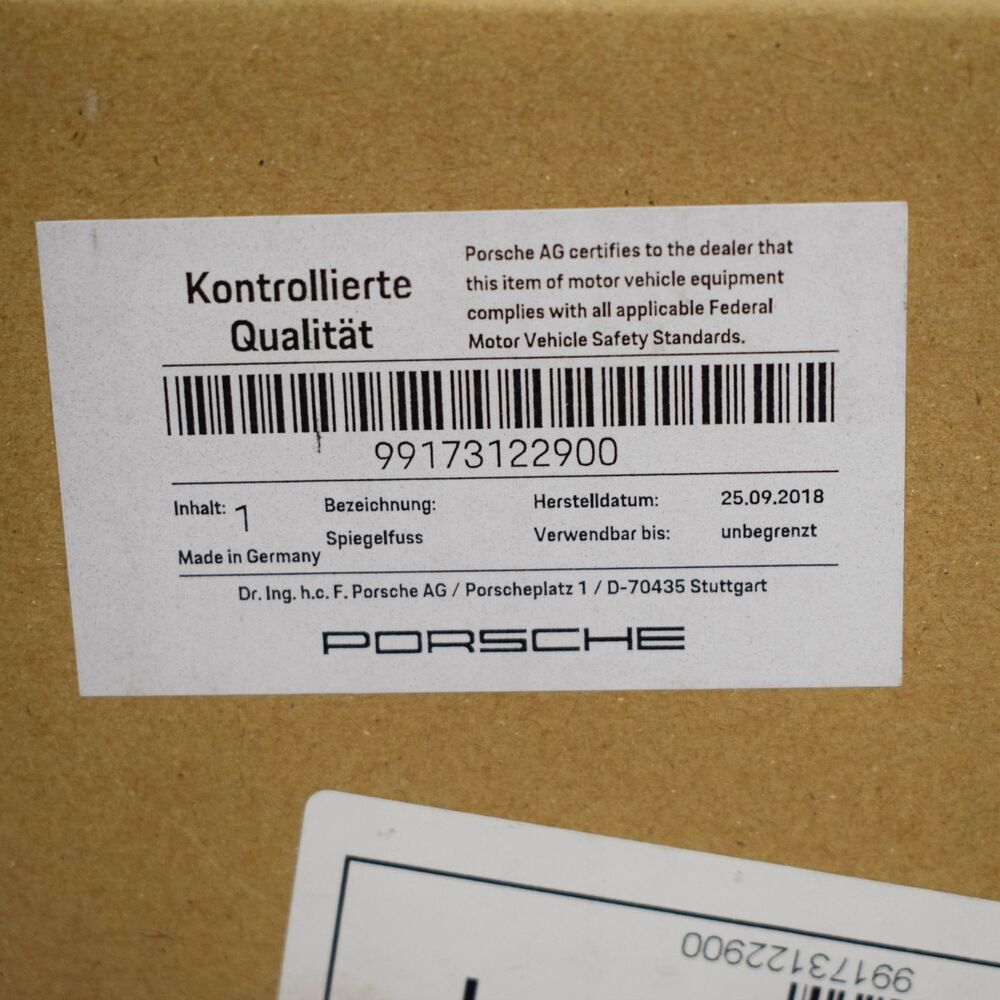 Kontrollierte
Qualität
Porsche AG certifies to the dealer that
this item of motor vehicle equipment
complies with all applicable Federal
Motor Vehicle Safety Standards.
99173122900
Inhalt: 1
Made in Germany
Bezeichnung:
Spiegelfuss
Herstelldatum: 25.09.2018
Verwendbar bis: unbegrenzt
Dr. Ing. h.c. F. Porsche AG / Porscheplatz 1 / D-70435 Stuttgart
PORSCHE
99173122900